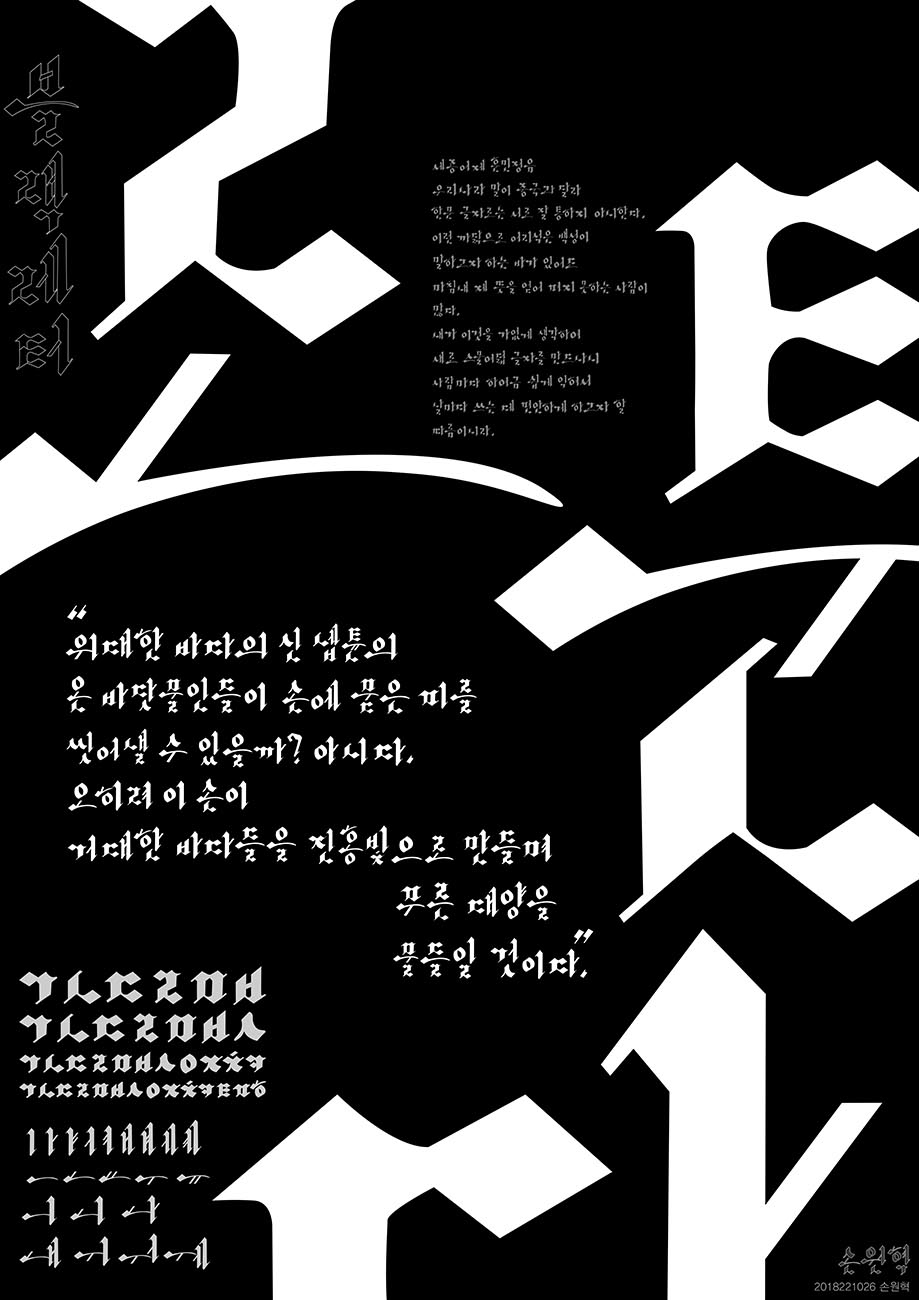 블랙레터
세종어제 훈민정음
우리나라 말이 중국과 달라
한문 글자로는 서로 잘 통하지 아니한다.
이런 까닭으로 어리석은 백성이
말하고자 하는 바가 있어도
마침내 제 뜻을 얻어 펴지 못하는 사람이
많다.
내가 이것을 가엾게 생각하여
새로 스물여덟 글자를 만드나니
사람마다 하여금 쉽게 익혀서
날마다 쓰는 데 편안하게 하고자 할
따름이니라.
“위대한 바다의 신 넵튠의
온 바닷물인들 이 손에 묻은 피를
씻어낼 수 있을까? 아니다.
오히려 이 손이
거대한 바다들을 진홍빛으로 만들며
푸른 대양을
물들일 것이다.”
ㄱㄴㄷㄹㅁㅂ
ㄱㄴㄷㄹㅁㅂㅅ
ㄱㄴㄷㄹㅁㅂㅅㅇㅈㅊㅋ
ㄱㄴㄷㄹㅁㅂㅅㅇㅈㅊㅋㅌㅍㅎ
ㅣㅏㅑㅓㅕㅐㅒㅔㅖ
ㅡㅗㅛㅜㅠ
ㅢ ㅚ ㅘ
ㅙ ㅟ ㅝ ㅞ
손원혁
2018221026 손원혁